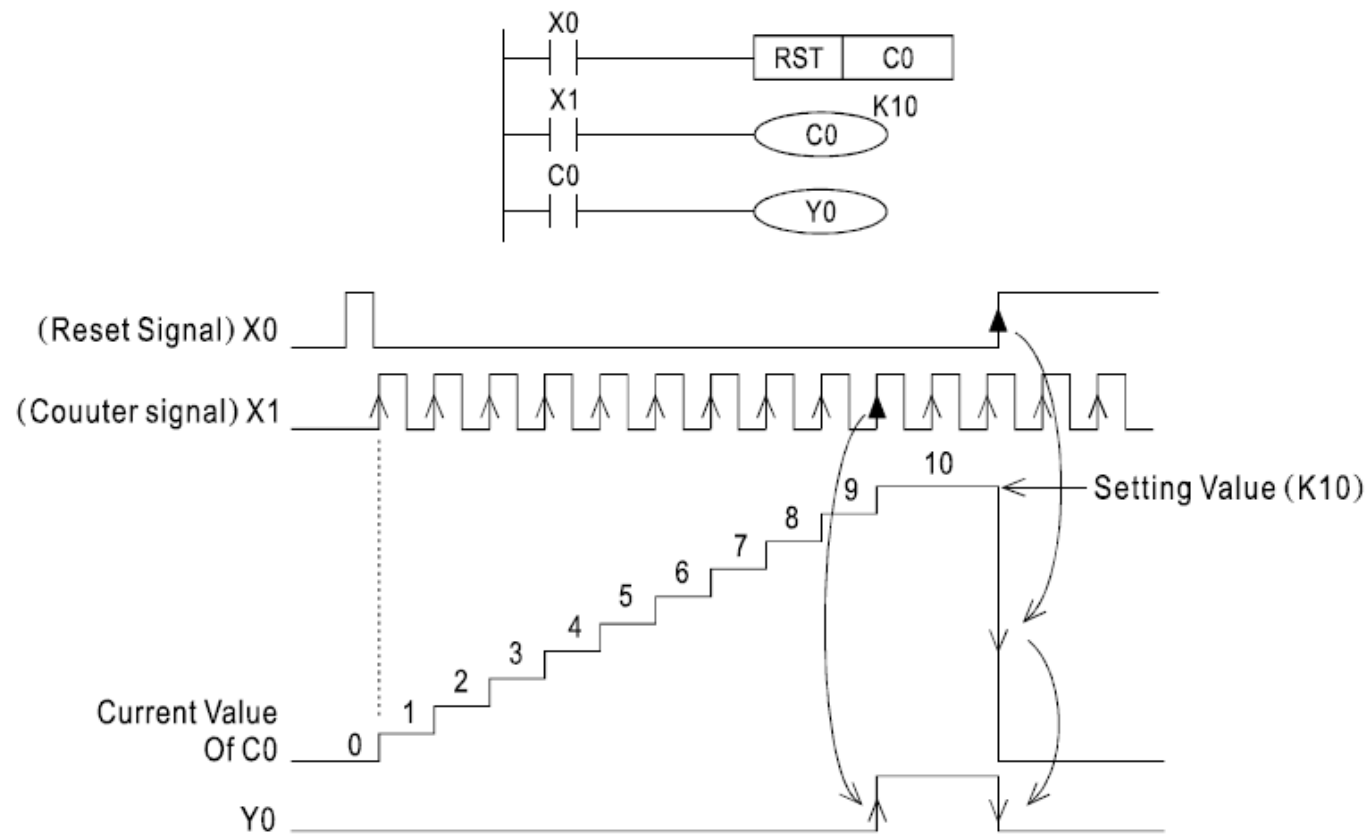 X0
RST C0
X1
K10
C0
C0
Y0
(Reset Signal) X0
(Couuter signal) X1
10
Setting Value (K10)
9
8
7
6
5
4
3
2
1
0
Current Value
Of C0
Y0